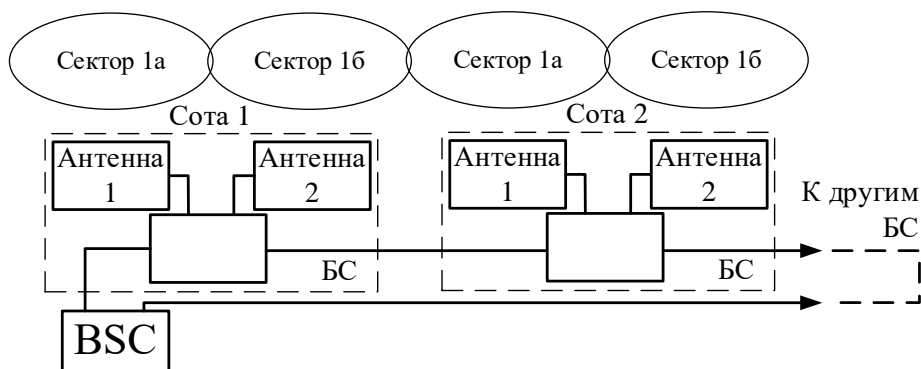 Сектор 1а
Сектор 1б
Сектор 1а
Сектор 1б
Сота 1
Сота 2
Антенна
1
Антенна
2
Антенна
1
Антенна
2
К другим
БС
БС
БС
BSC